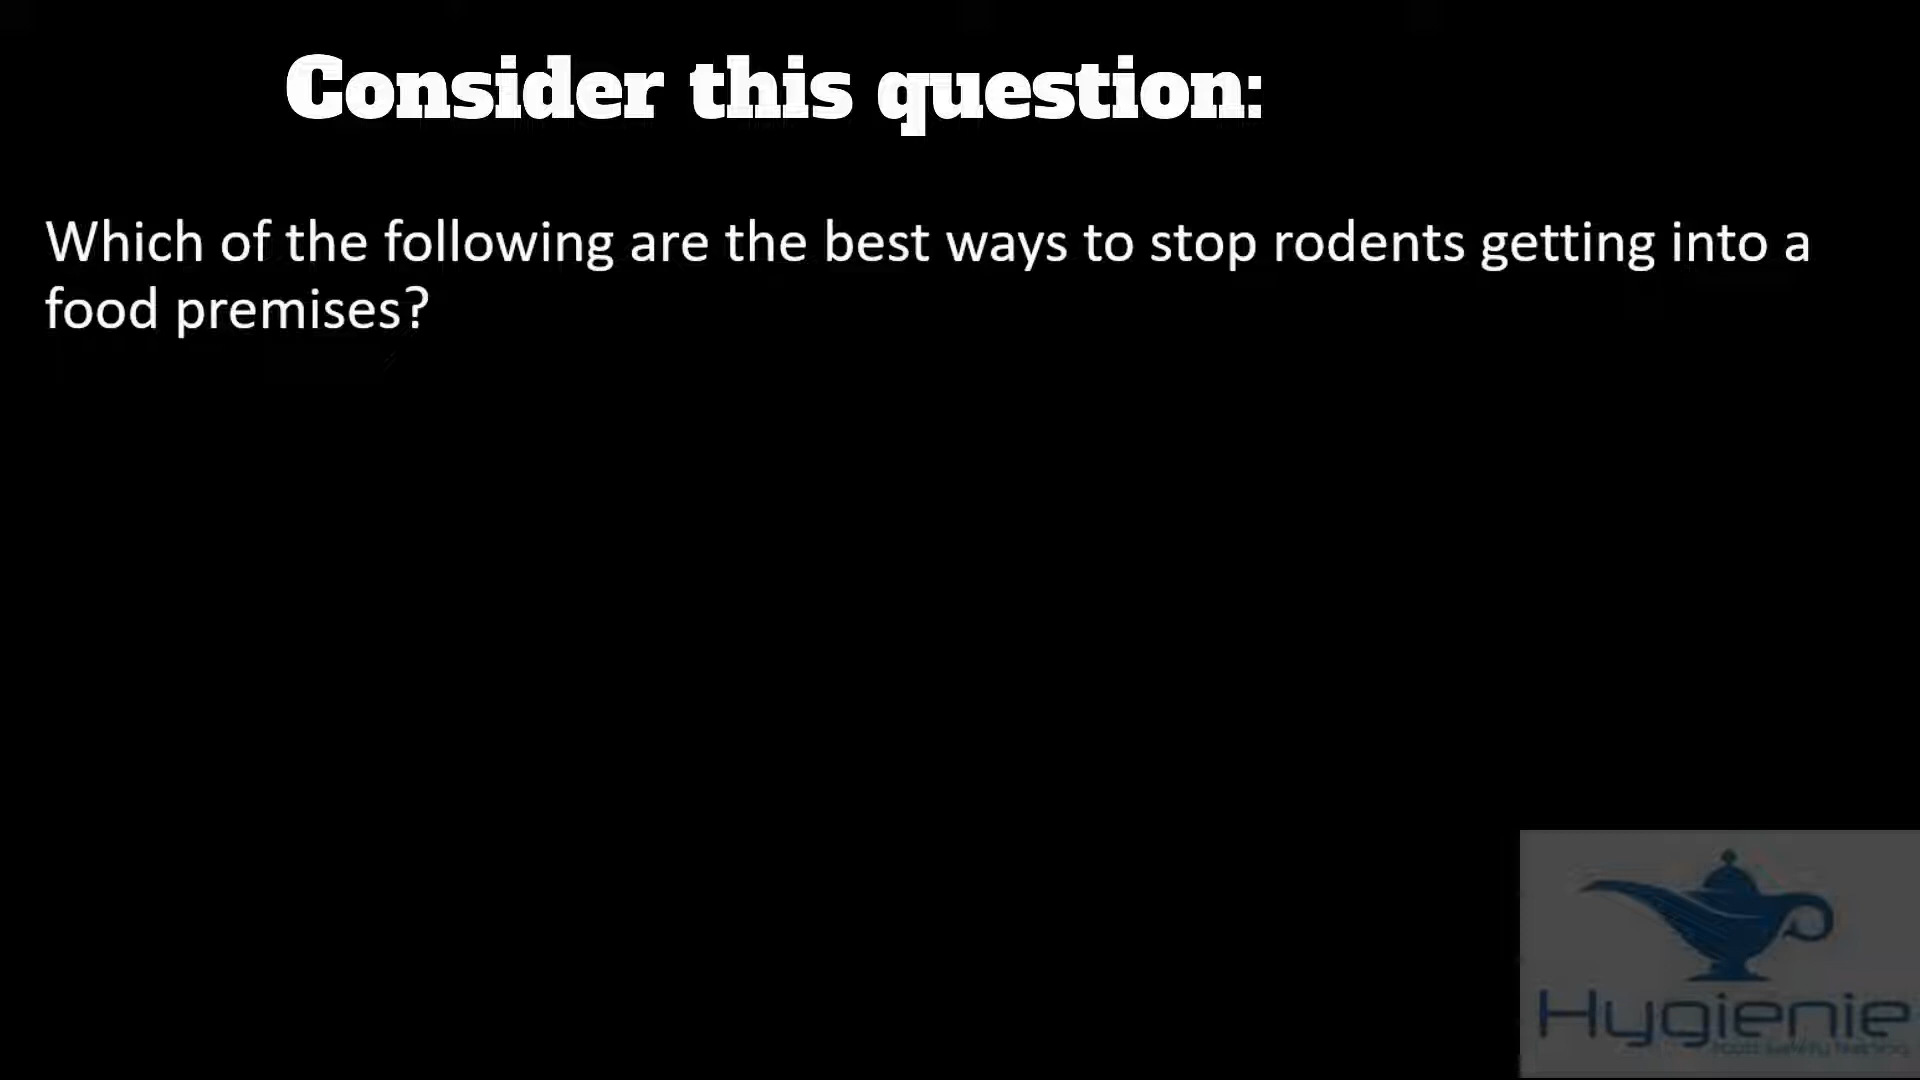 Consider this question:
Which of the following are the best ways to stop rodents getting into a
food premises?
Hygienie